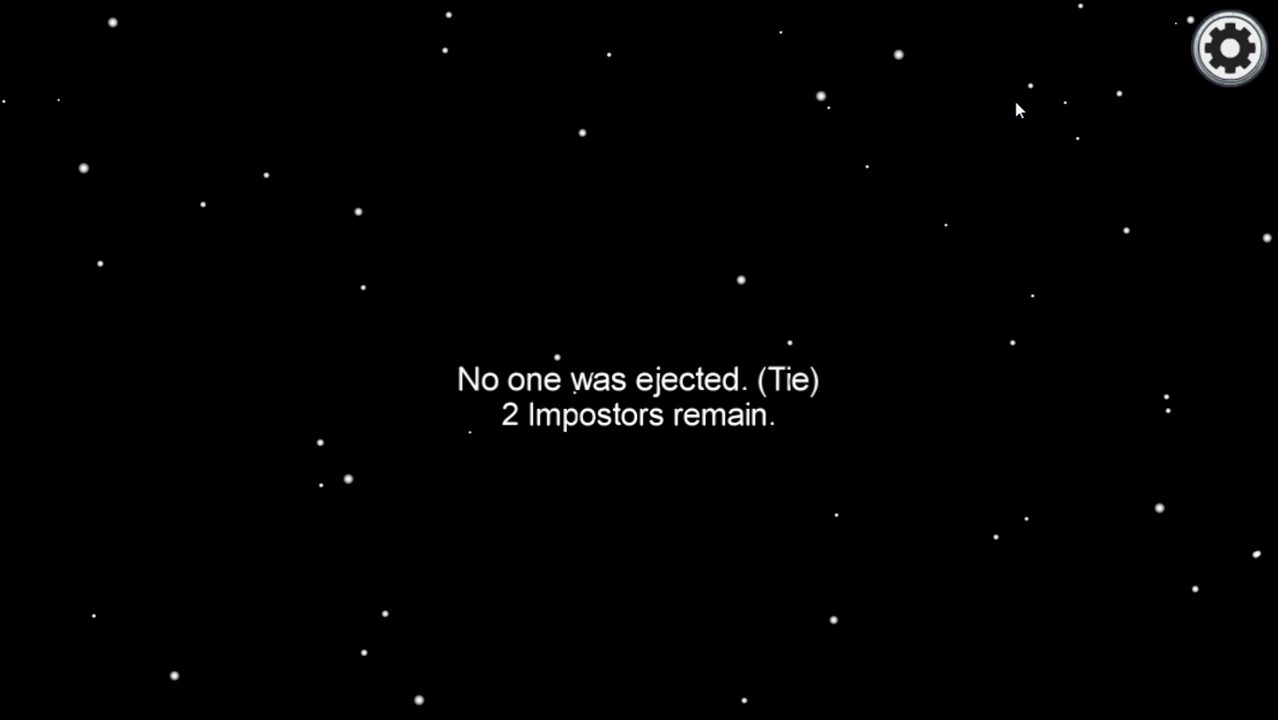 No one was ejected. (Tie)
2 Impostors remain.